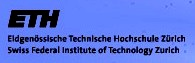 ETH
Eidgenössische Technische Hochschule Zürich
Swiss Federal Institute of Technology Zurich